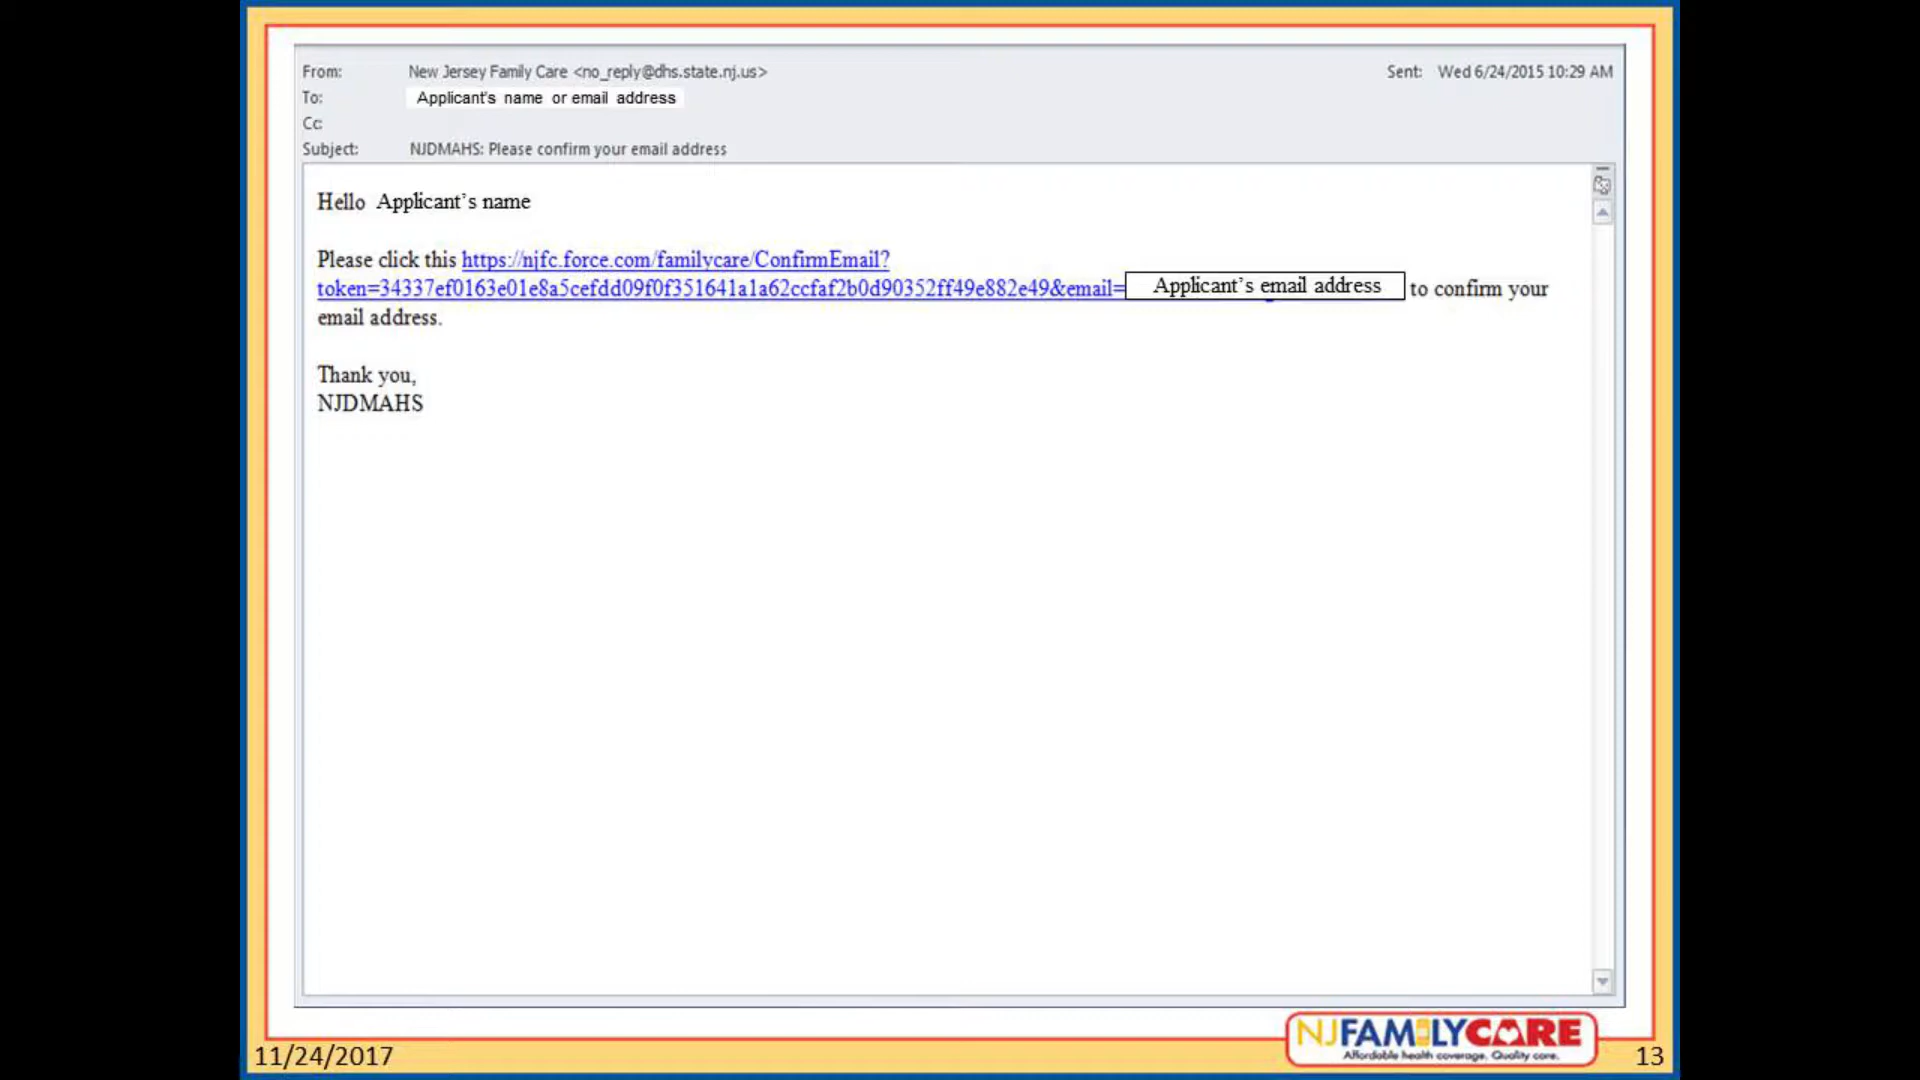 From: New Jersey Family Care <no_reply@dhs.state.nj.us> Sent: Wed 6/24/2015 10:29 AM
To: Applicant's name or email address
Cc:
Subject: NJDMAHS: Please confirm your email address
Hello Applicant's name
Please click this https://njfc.force.com/familycare/ConfirmEmail?
token=34337ef0163e01e8a5cefdd09f0f351641a1a62ccfaf2b0d90352ff49e882e49&email= Applicant's email address to confirm your
email address.
Thank you,
NJDMAHS
NJFAMILYCARE
Affordable health coverage. Quality care.
11/24/2017 13